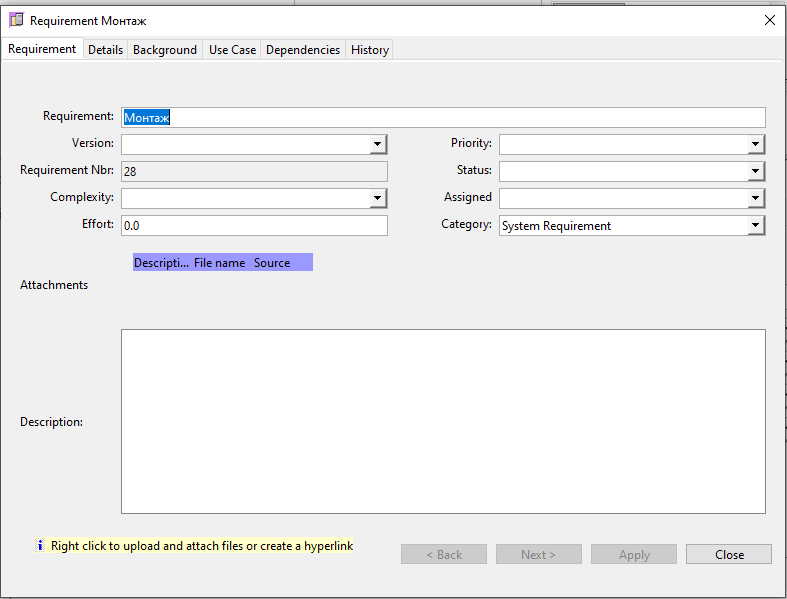 Requirement Монтаж
Requirement Details Background Use Case Dependencies History
Requirement: Монтаж
Version: Priority:
Requirement Nbr: 28 Status:
Complexity: Assigned
Effort: 0.0 Category: System Requirement
Descripti... File name Source
Attachments
Description:
i Right click to upload and attach files or create a hyperlink
< Back Next > Apply Close